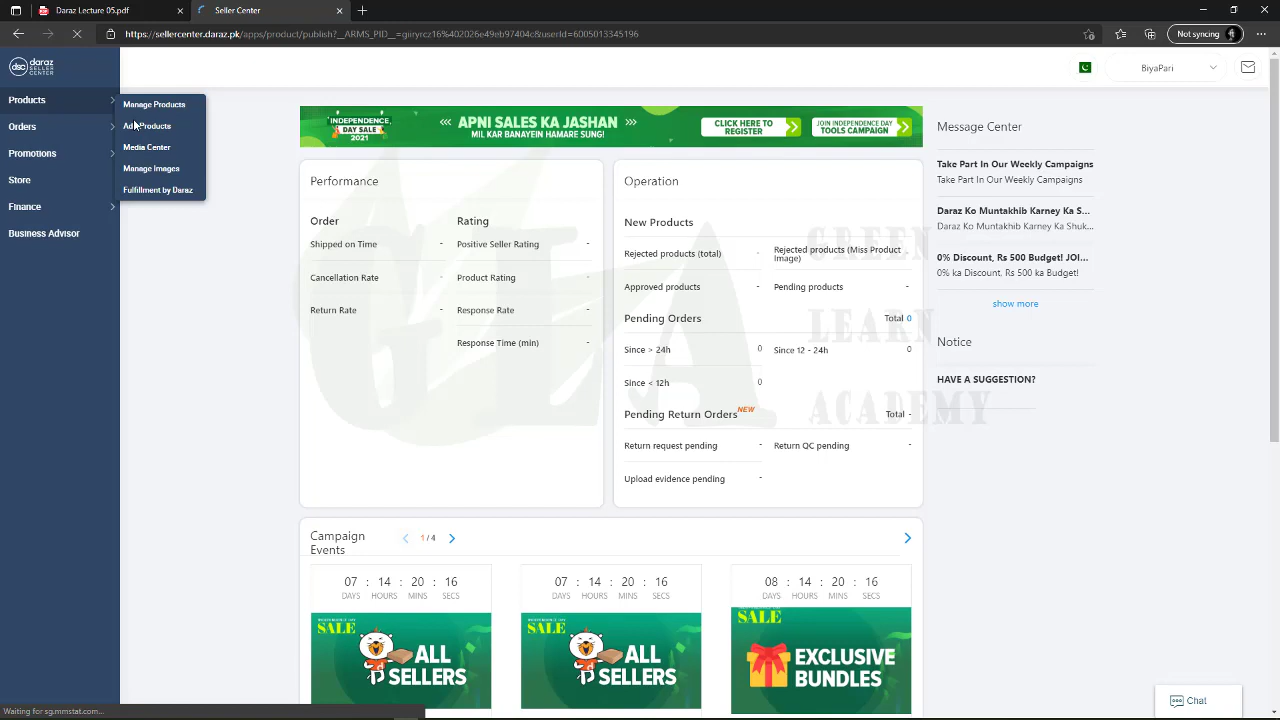 Daraz Lecture 05.pdf
Seller Center
https://sellercenter.daraz.pk/apps/product/publish?__ARMS_PID__=giiryrcz16%402026e49eb97404c&userId=6005013345196
Not syncing
daraz
SELLER
CENTER
BiyaPari
Products
Orders
Promotions
Store
Finance
Business Advisor
Manage Products
Add Products
Media Center
Manage Images
Fulfillment by Daraz
INDEPENDENCE
DAY SALE
2021
APNI SALES KA JASHAN
MIL KAR BANAYEIN HAMARE SUNG!
CLICK HERE TO
REGISTER
JOIN INDEPENDENCE DAY
TOOLS CAMPAIGN
Performance
Order
Shipped on Time -
Cancellation Rate -
Return Rate -
Rating
Positive Seller Rating -
Product Rating -
Response Rate -
Response Time (min) -
Operation
New Products
Rejected products (total) -
Rejected products (Miss Product
Image) -
Approved products -
Pending products -
Pending Orders Total 0
Since > 24h 0
Since 12 - 24h 0
Since < 12h 0
Pending Return Orders NEW Total -
Return request pending -
Return QC pending -
Upload evidence pending -
Message Center
Take Part In Our Weekly Campaigns
Take Part In Our Weekly Campaigns
Daraz Ko Muntakhib Karney Ka S...
Daraz Ko Muntakhib Karney Ka Shuk...
0% Discount, Rs 500 Budget! JOI...
0% ka Discount, Rs 500 ka Budget!
show more
Notice
HAVE A SUGGESTION?
GLA
GREEN
LEARN
ACADEMY
Campaign
Events
1 / 4
07 : 14 : 20 : 16
DAYS HOURS MINS SECS
SALE
ALL
SELLERS
07 : 14 : 20 : 16
DAYS HOURS MINS SECS
SALE
ALL
SELLERS
08 : 14 : 20 : 16
DAYS HOURS MINS SECS
SALE
EXCLUSIVE
BUNDLES
Chat
Waiting for sg.mmstat.com...